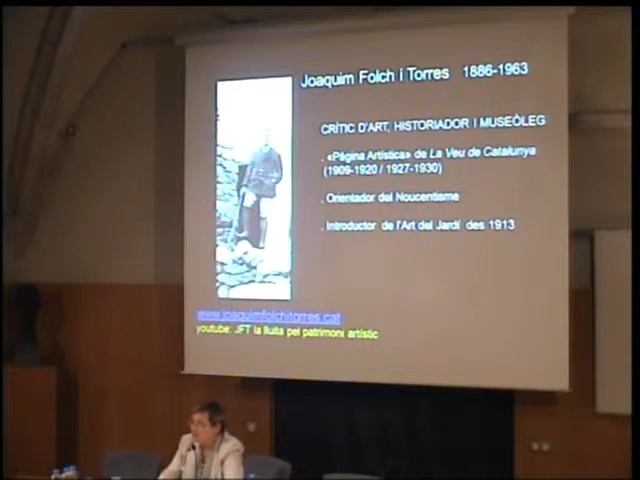 Joaquim Folch i Torres 1886-1963
CRÍTIC D'ART, HISTORIADOR I MUSEÒLEG
. «Pàgina Artística» de La Veu de Catalunya
(1909-1920 / 1927-1930)
. Orientador del Noucentisme
. Introductor de l'Art del Jardí des 1913
www.joaquimfolchitorres.cat
youtube: JFT la lluita pel patrimoni artístic